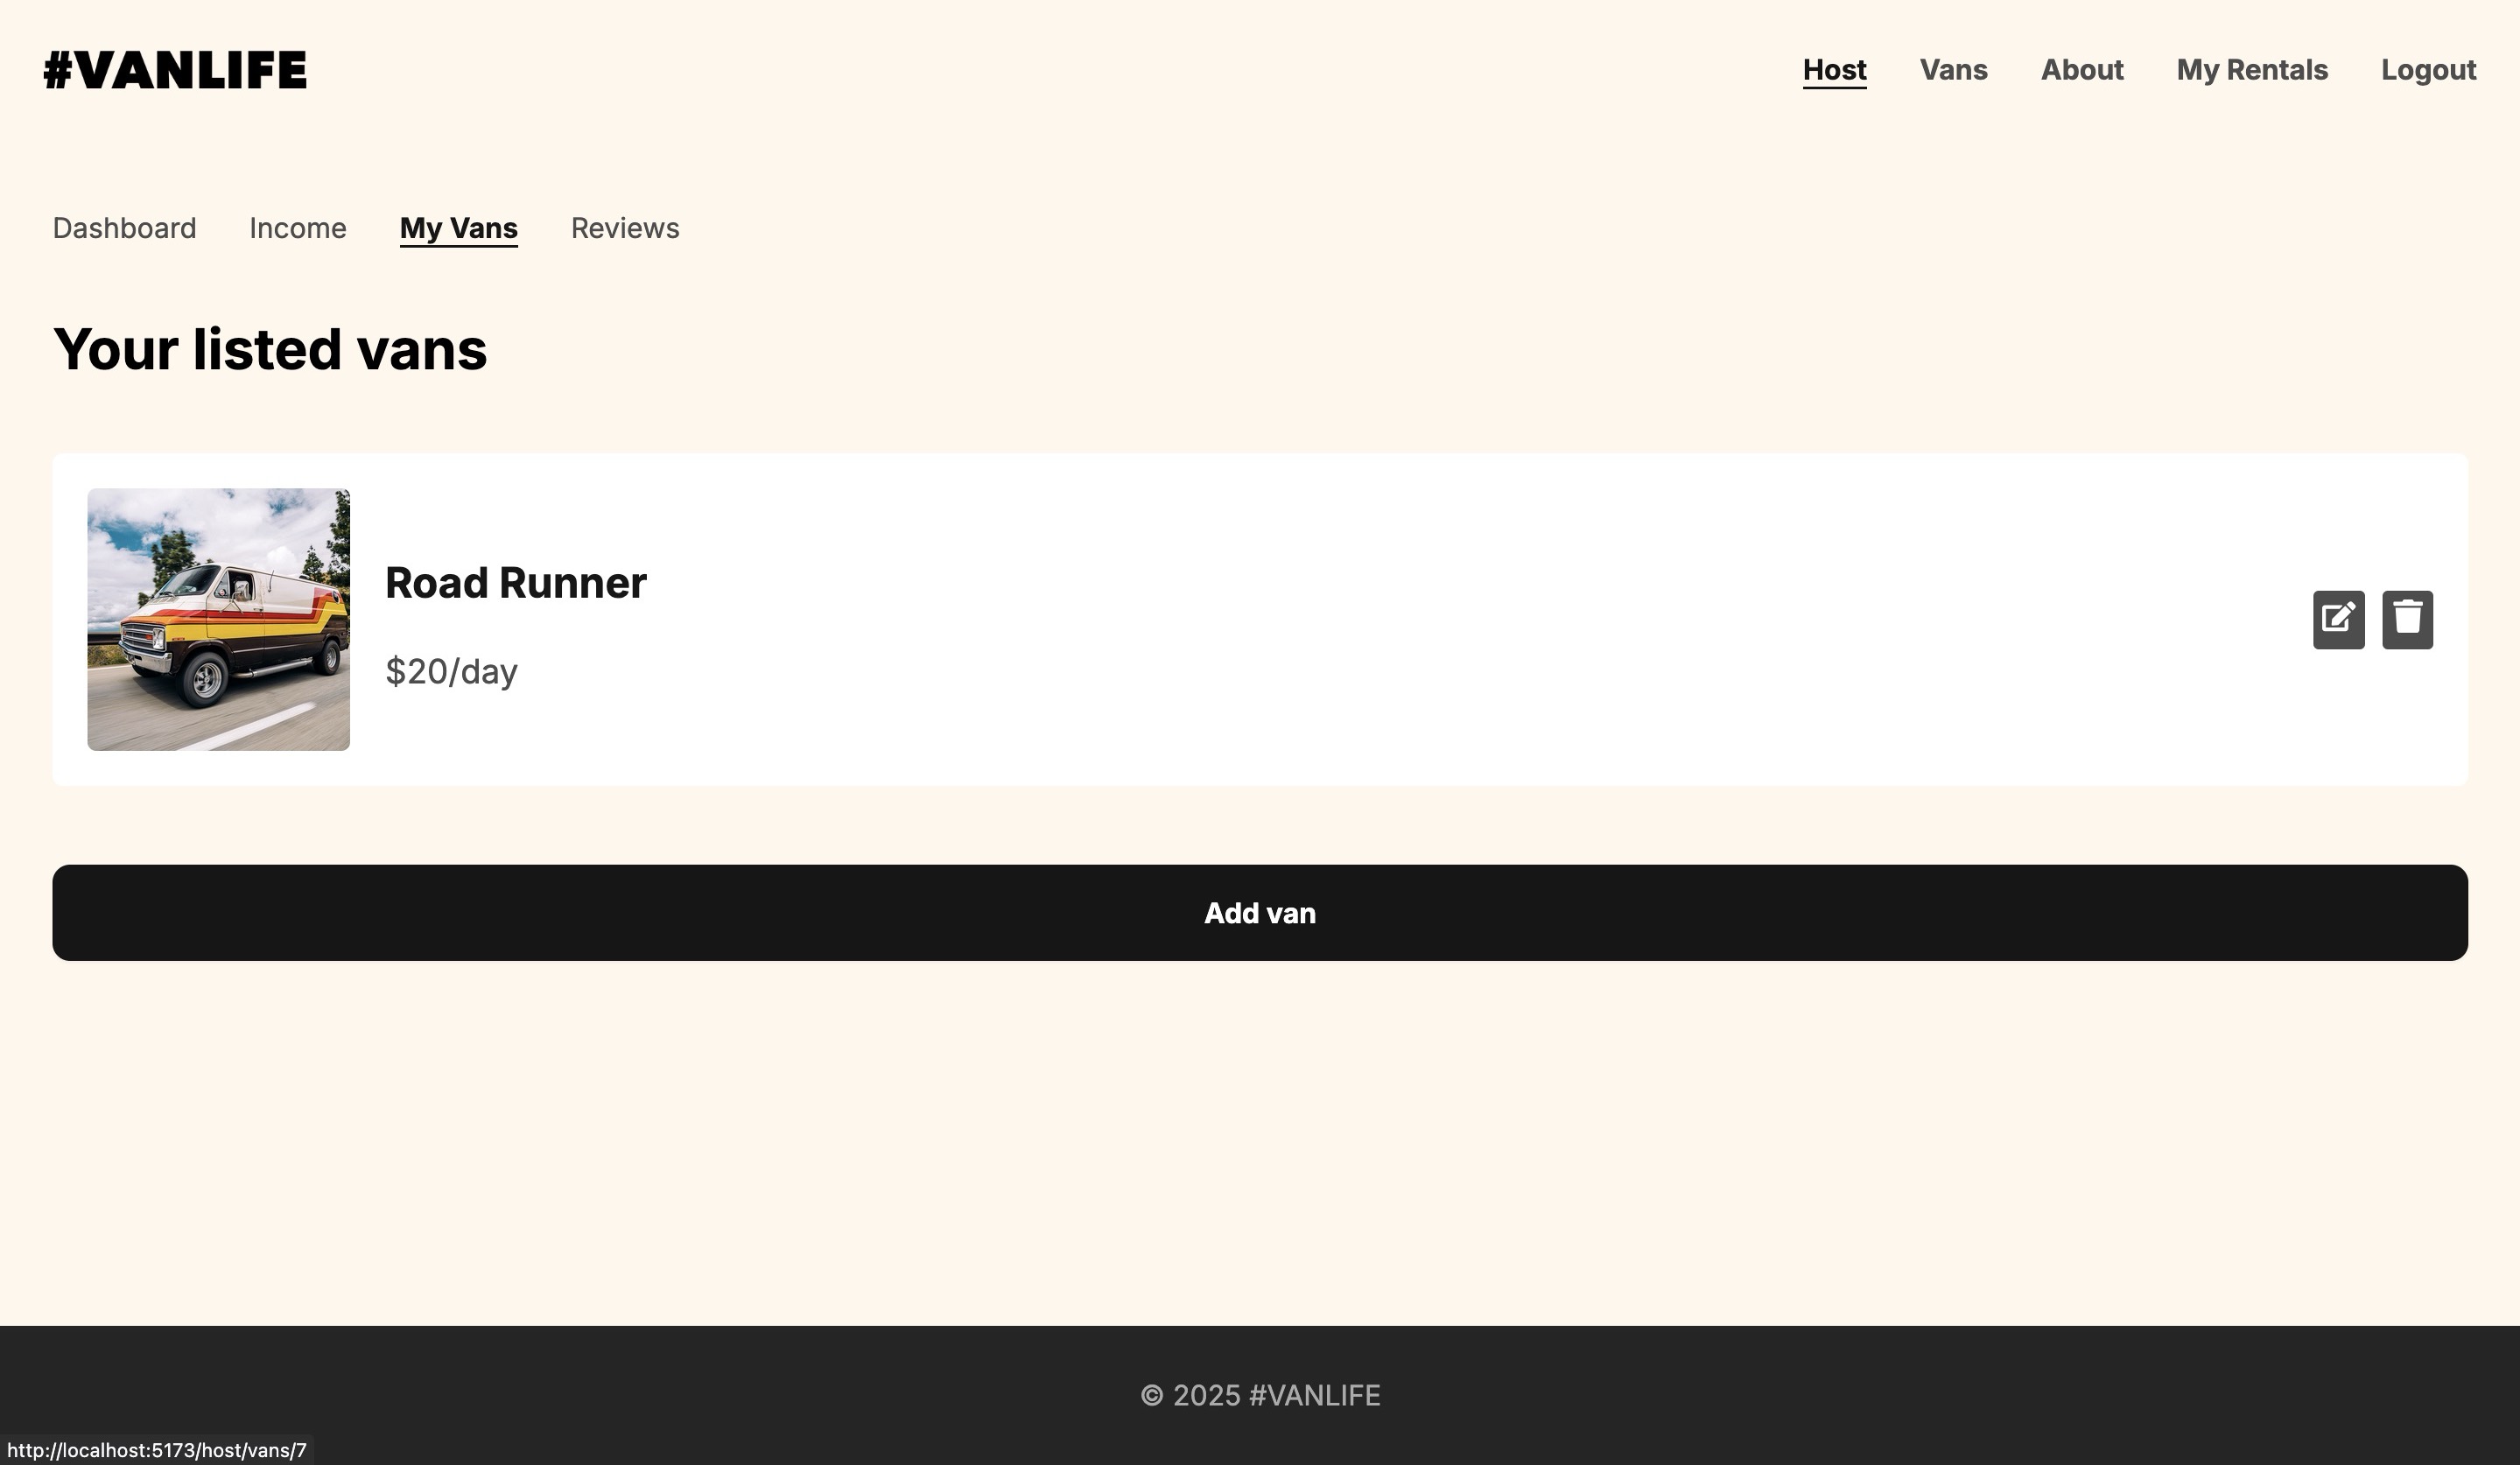 #VANLIFE
Host Vans About My Rentals Logout
Dashboard Income My Vans Reviews
Your listed vans
Road Runner
$20/day
Add van
© 2025 #VANLIFE
http://localhost:5173/host/vans/7